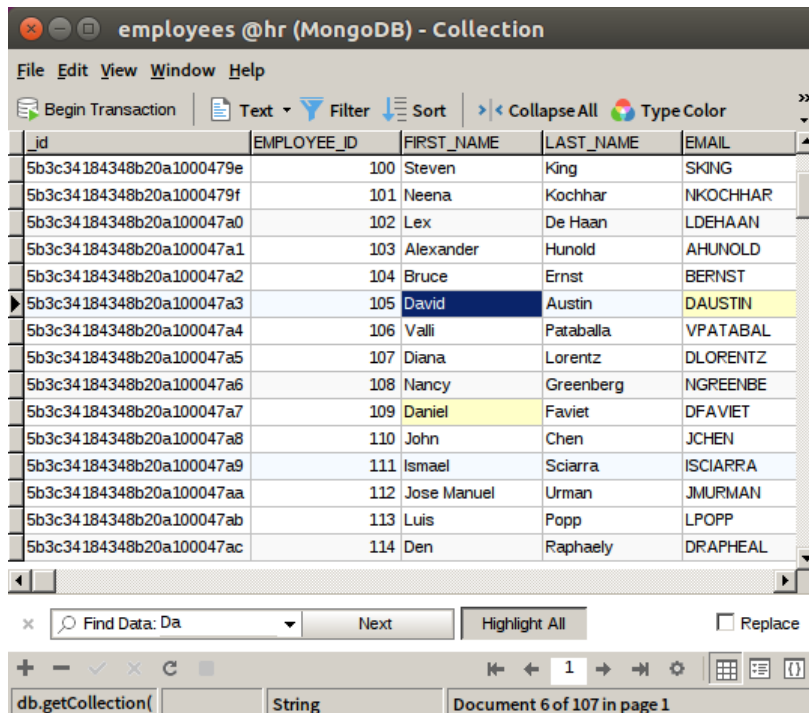 employees @hr (MongoDB) - Collection
File Edit View Window Help
Begin Transaction Text Filter Sort Collapse All Type Color
_id EMPLOYEE_ID FIRST_NAME LAST_NAME EMAIL
5b3c34184348b20a1000479e 100 Steven King SKING
5b3c34184348b20a1000479f 101 Neena Kochhar NKOCHHAR
5b3c34184348b20a100047a0 102 Lex De Haan LDEHAAN
5b3c34184348b20a100047a1 103 Alexander Hunold AHUNOLD
5b3c34184348b20a100047a2 104 Bruce Ernst BERNST
5b3c34184348b20a100047a3 105 David Austin DAUSTIN
5b3c34184348b20a100047a4 106 Valli Pataballa VPATABAL
5b3c34184348b20a100047a5 107 Diana Lorentz DLORENTZ
5b3c34184348b20a100047a6 108 Nancy Greenberg NGREENBE
5b3c34184348b20a100047a7 109 Daniel Faviet DFAVIET
5b3c34184348b20a100047a8 110 John Chen JCHEN
5b3c34184348b20a100047a9 111 Ismael Sciarra ISCIARRA
5b3c34184348b20a100047aa 112 Jose Manuel Urman JMURMAN
5b3c34184348b20a100047ab 113 Luis Popp LPOPP
5b3c34184348b20a100047ac 114 Den Raphaely DRAPHEAL
Find Data: Da Next Highlight All Replace
1
db.getCollection( String Document 6 of 107 in page 1